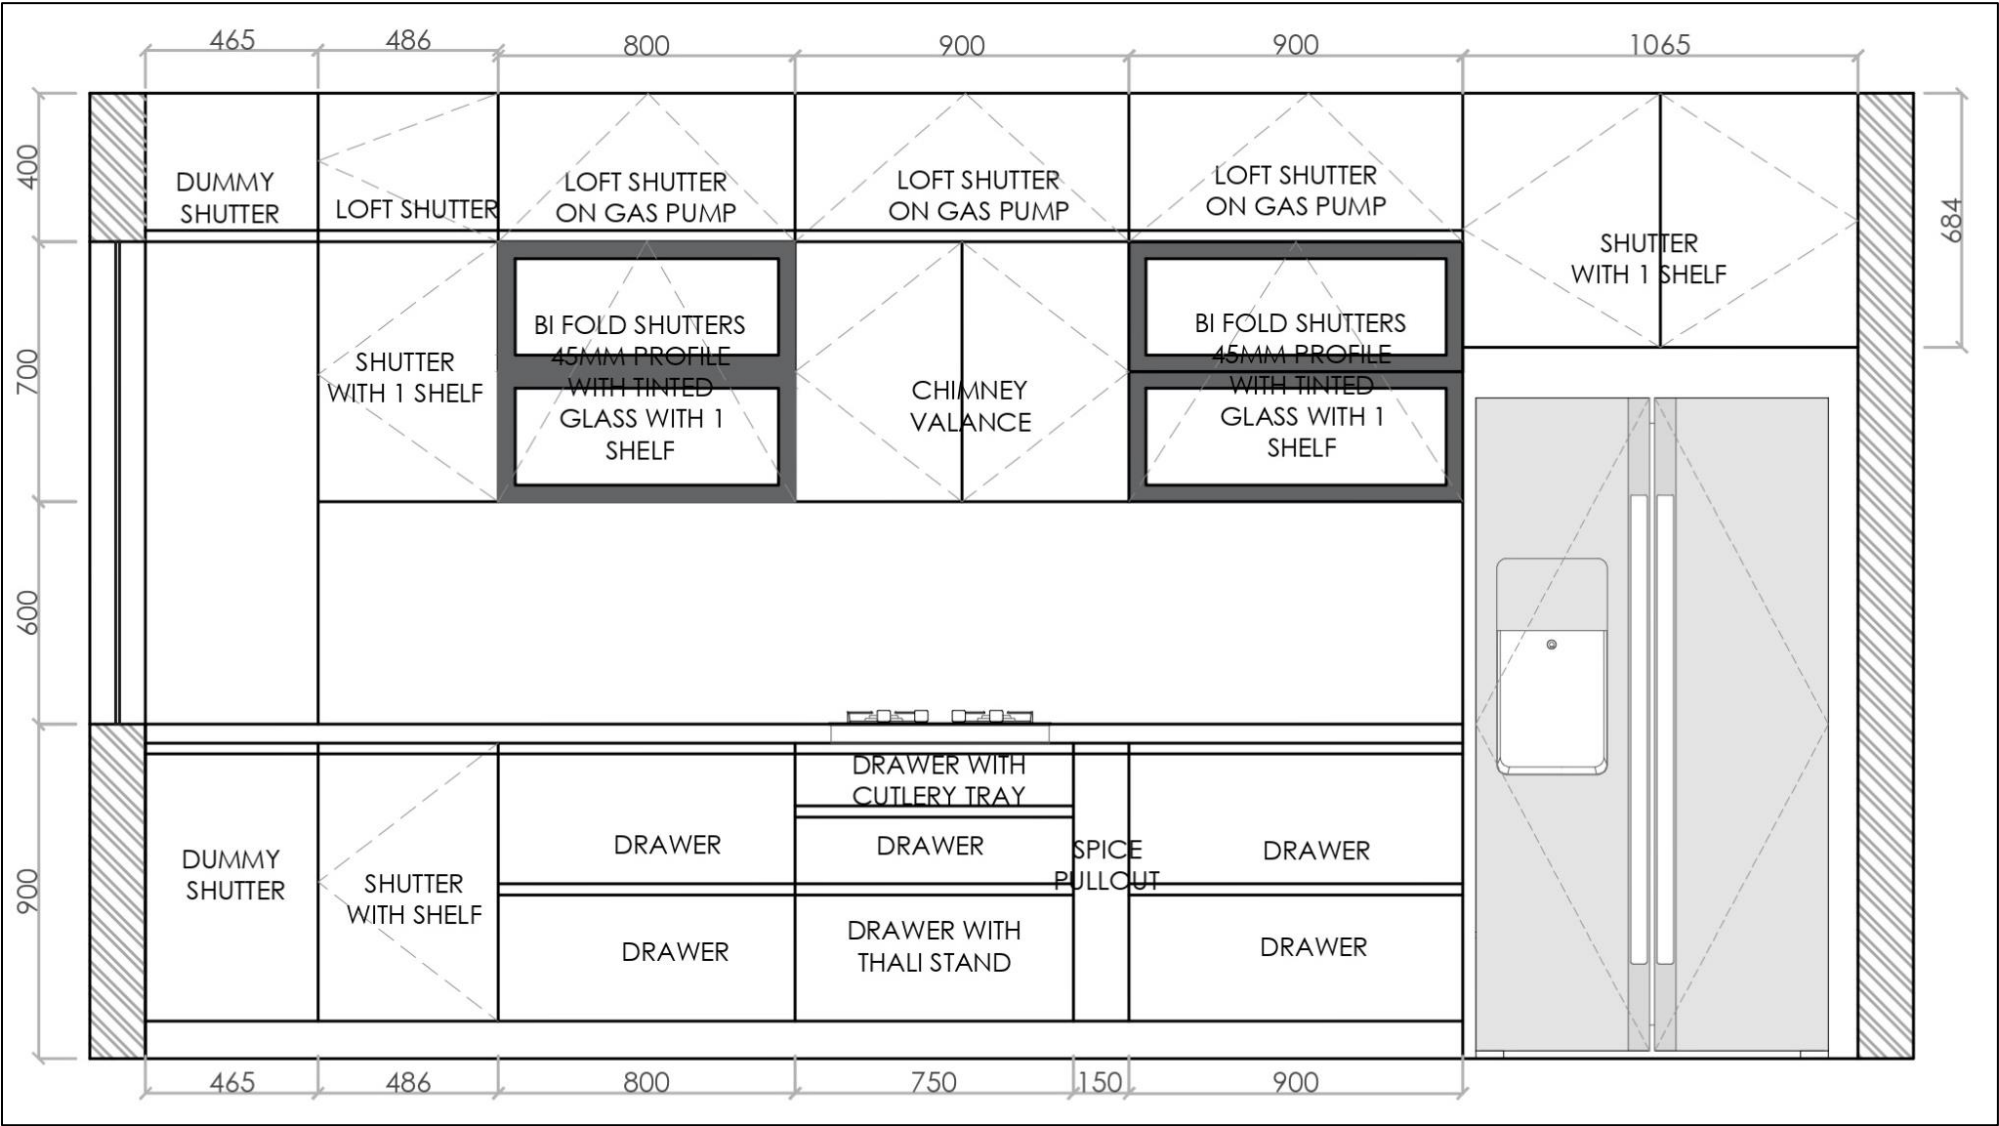 465
486
800
900
900
1065
400
700
600
900
684
DUMMY
SHUTTER
LOFT SHUTTER
LOFT SHUTTER
ON GAS PUMP
LOFT SHUTTER
ON GAS PUMP
LOFT SHUTTER
ON GAS PUMP
SHUTTER
WITH 1 SHELF
SHUTTER
WITH 1 SHELF
BI FOLD SHUTTERS
45MM PROFILE
WITH TINTED
GLASS WITH 1
SHELF
CHIMNEY
VALANCE
BI FOLD SHUTTERS
45MM PROFILE
WITH TINTED
GLASS WITH 1
SHELF
DUMMY
SHUTTER
SHUTTER
WITH SHELF
DRAWER
DRAWER
DRAWER WITH
CUTLERY TRAY
DRAWER
DRAWER WITH
THALI STAND
SPICE
PULLOUT
DRAWER
DRAWER
465
486
800
750
150
900